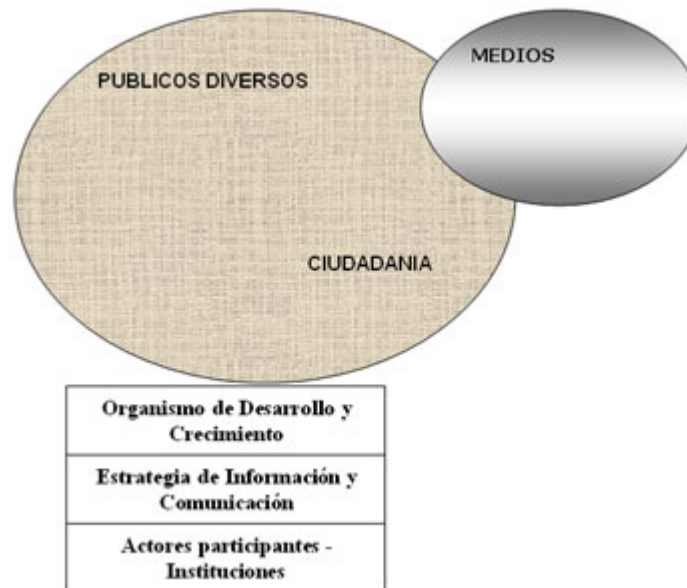 PUBLICOS DIVERSOS
MEDIOS
CIUDADANIA
Organismo de Desarrollo y
Crecimiento
Estrategia de Información y
Comunicación
Actores participantes -
Instituciones